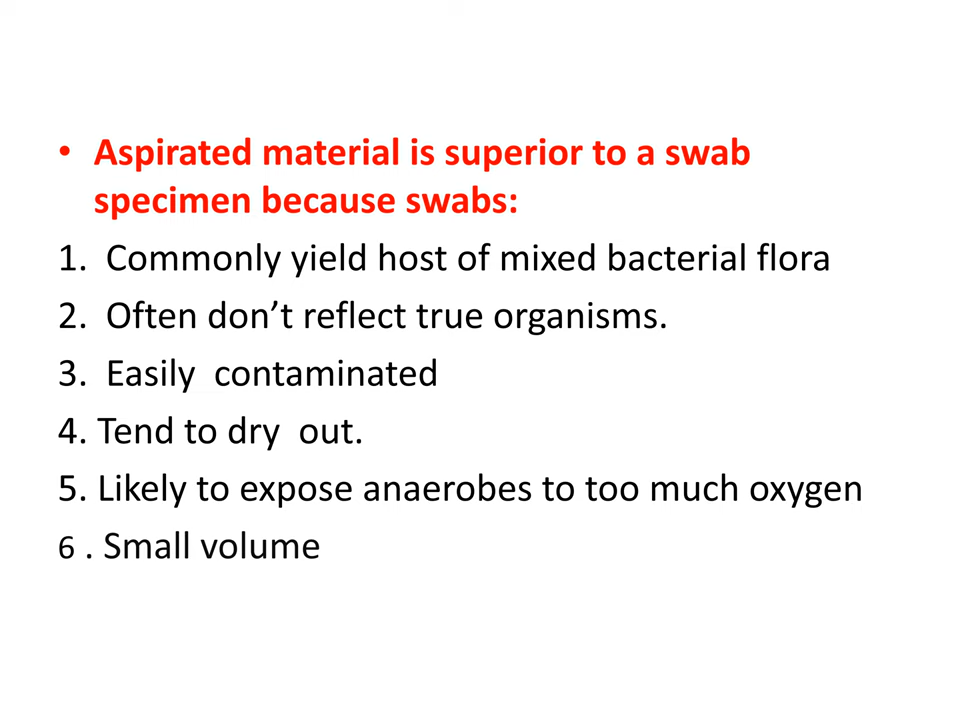 • Aspirated material is superior to a swab
specimen because swabs:
1.  Commonly yield host of mixed bacterial flora
2.  Often don’t reflect true organisms.
3.  Easily  contaminated
4. Tend to dry  out.
5. Likely to expose anaerobes to too much oxygen
6 . Small volume